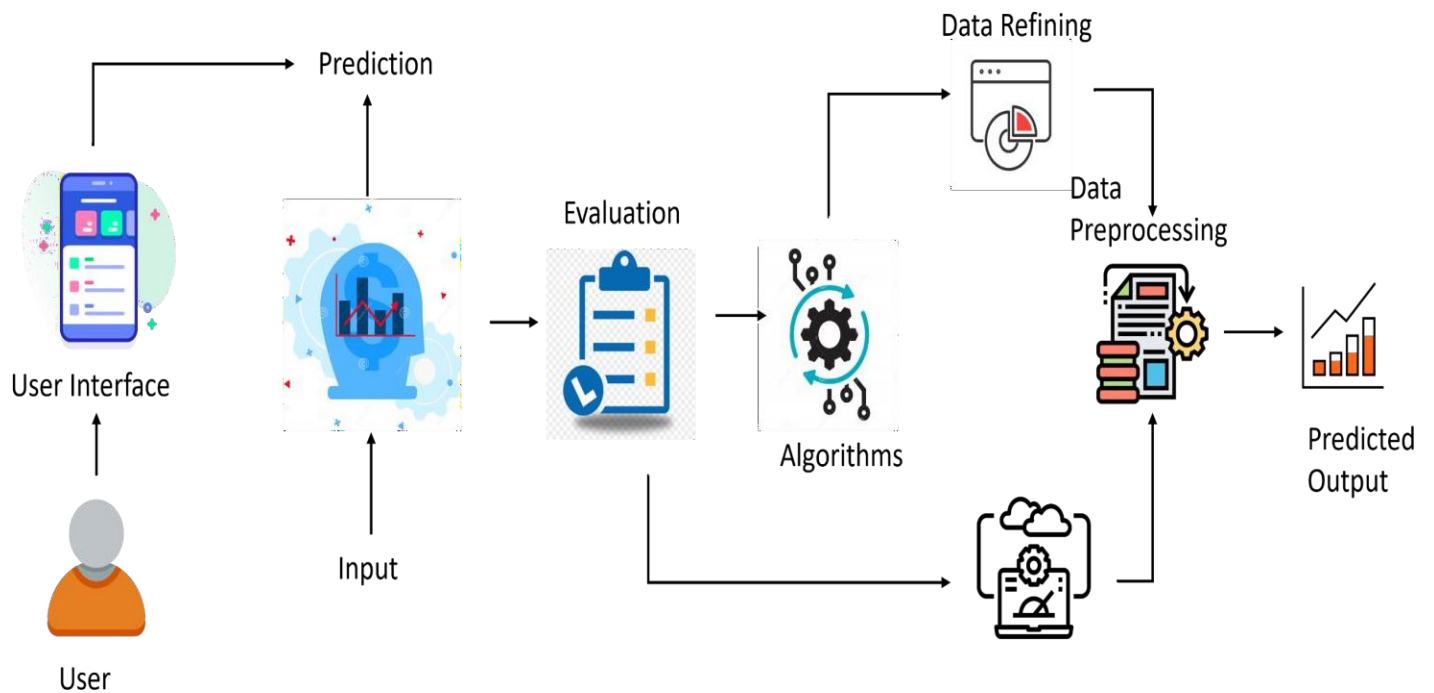 Data Refining
Prediction
Data
Preprocessing
Evaluation
User Interface
Algorithms
Predicted
Output
Input
User